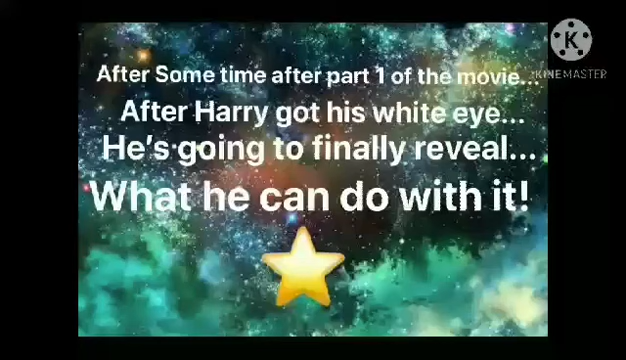 After Some time after part 1 of the movie...
After Harry got his white eye...
He's going to finally reveal...
What he can do with it!
K
KINEMASTER